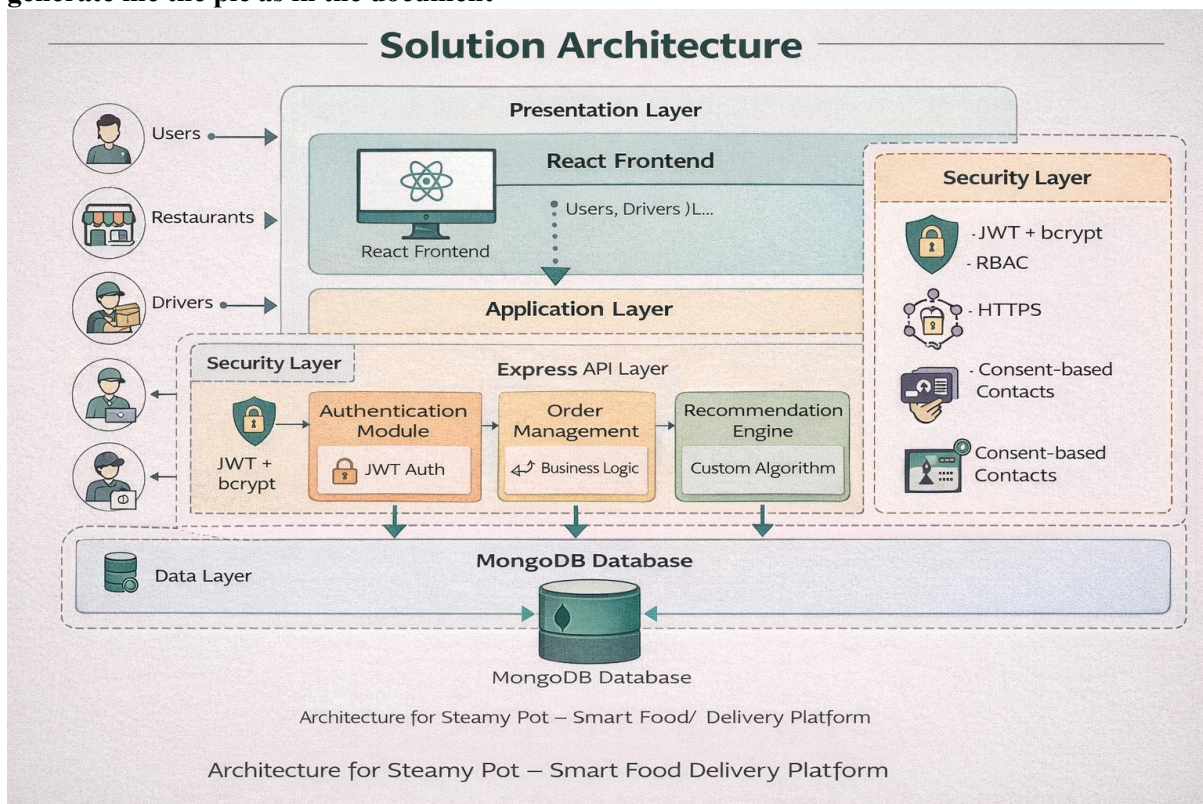 generate me the pic as in the document
Solution Architecture
Presentation Layer
Users
React Frontend
Users, Drivers )L...
React Frontend
Restaurants
Drivers
Application Layer
Security Layer
· JWT + bcrypt
- RBAC
· HTTPS
· Consent-based
Contacts
Consent-based
Contacts
Security Layer
Express API Layer
JWT +
bcrypt
Authentication
Module
JWT Auth
Order
Management
Business Logic
Recommendation
Engine
Custom Algorithm
Data Layer
MongoDB Database
MongoDB Database
Architecture for Steamy Pot – Smart Food/ Delivery Platform
Architecture for Steamy Pot – Smart Food Delivery Platform